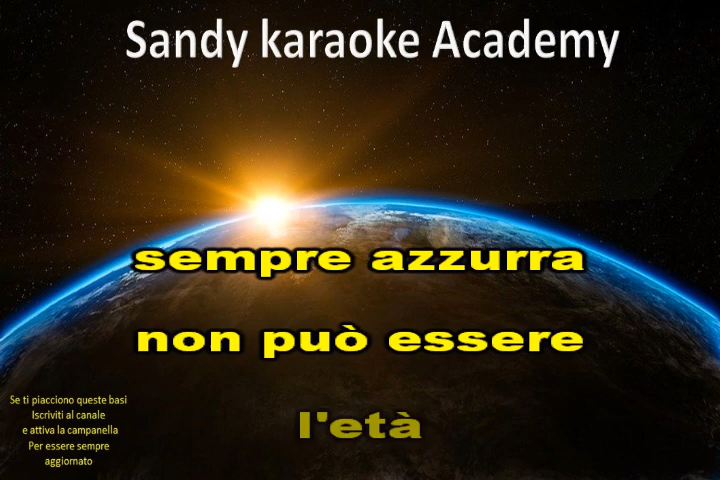 Sandy karaoke Academy
sempre azzurra
non può essere
l'età
Se ti piacciono queste basi
Iscriviti al canale
e attiva la campanella
Per essere sempre
aggiornato